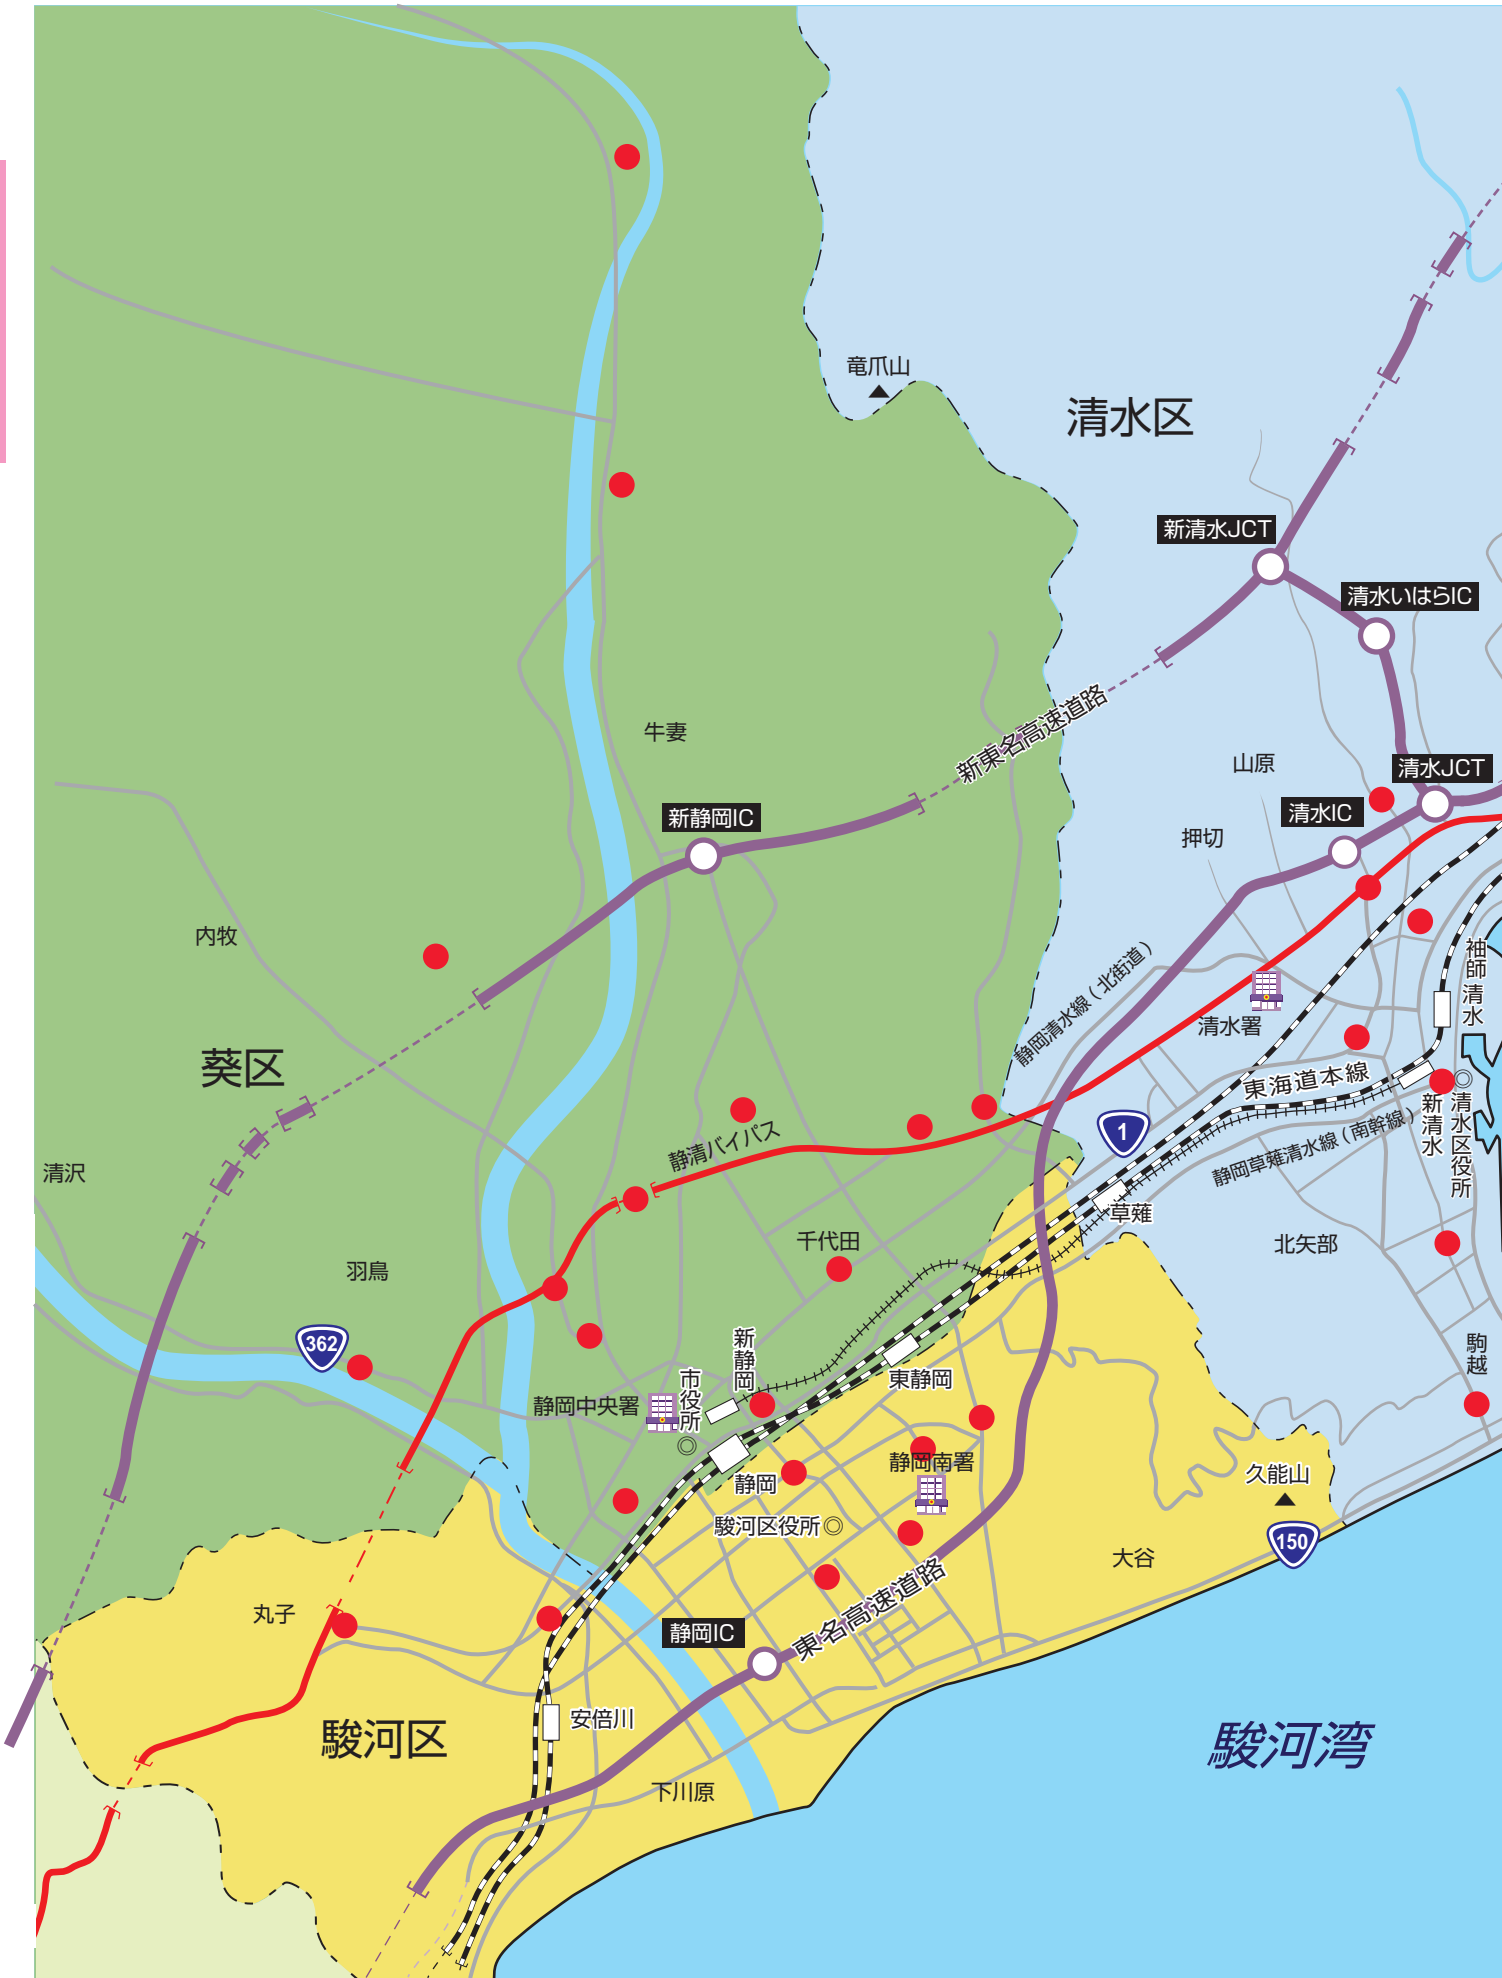 竜爪山
清水区
新清水JCT
清水いはらIC
新東名高速道路
牛妻
山原
清水JCT
新静岡IC
清水IC
押切
内牧
袖師
清水
静岡清水線（北街道）
清水署
葵区
東海道本線
1
新清水
清水区役所
静清バイパス
静岡草薙清水線（南幹線）
清沢
草薙
千代田
北矢部
羽鳥
362
新静岡
駒越
市役所
東静岡
静岡中央署
静岡南署
久能山
静岡
駿河区役所
150
大谷
東名高速道路
丸子
静岡IC
安倍川
駿河区
駿河湾
下川原